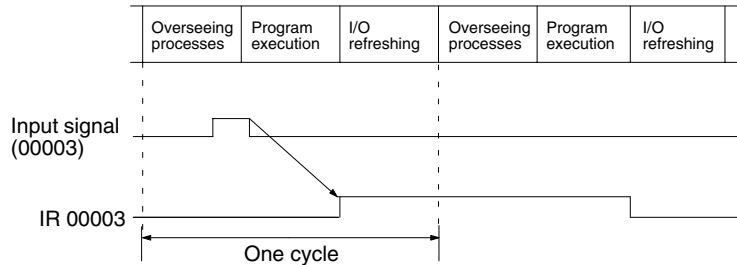 Overseeing processes
Program execution
I/O refreshing
Overseeing processes
Program execution
I/O refreshing
Input signal
(00003)
IR 00003
One cycle